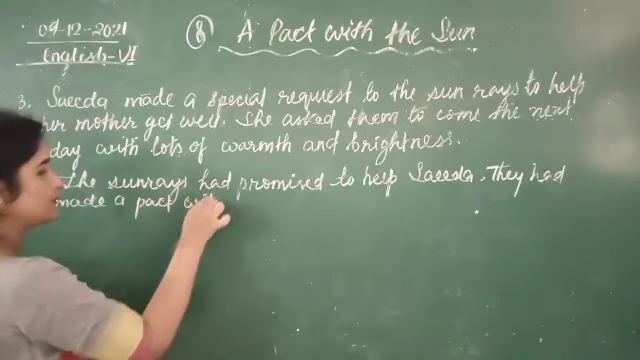 09-12-2021
English-VI
⑧ A Pact with the Sun
3. Saeeda made a special request to the sun rays to help
her mother get well. She asked them to come the next
day with lots of warmth and brightness.
The sunrays had promised to help Saeeda. They had
made a pact